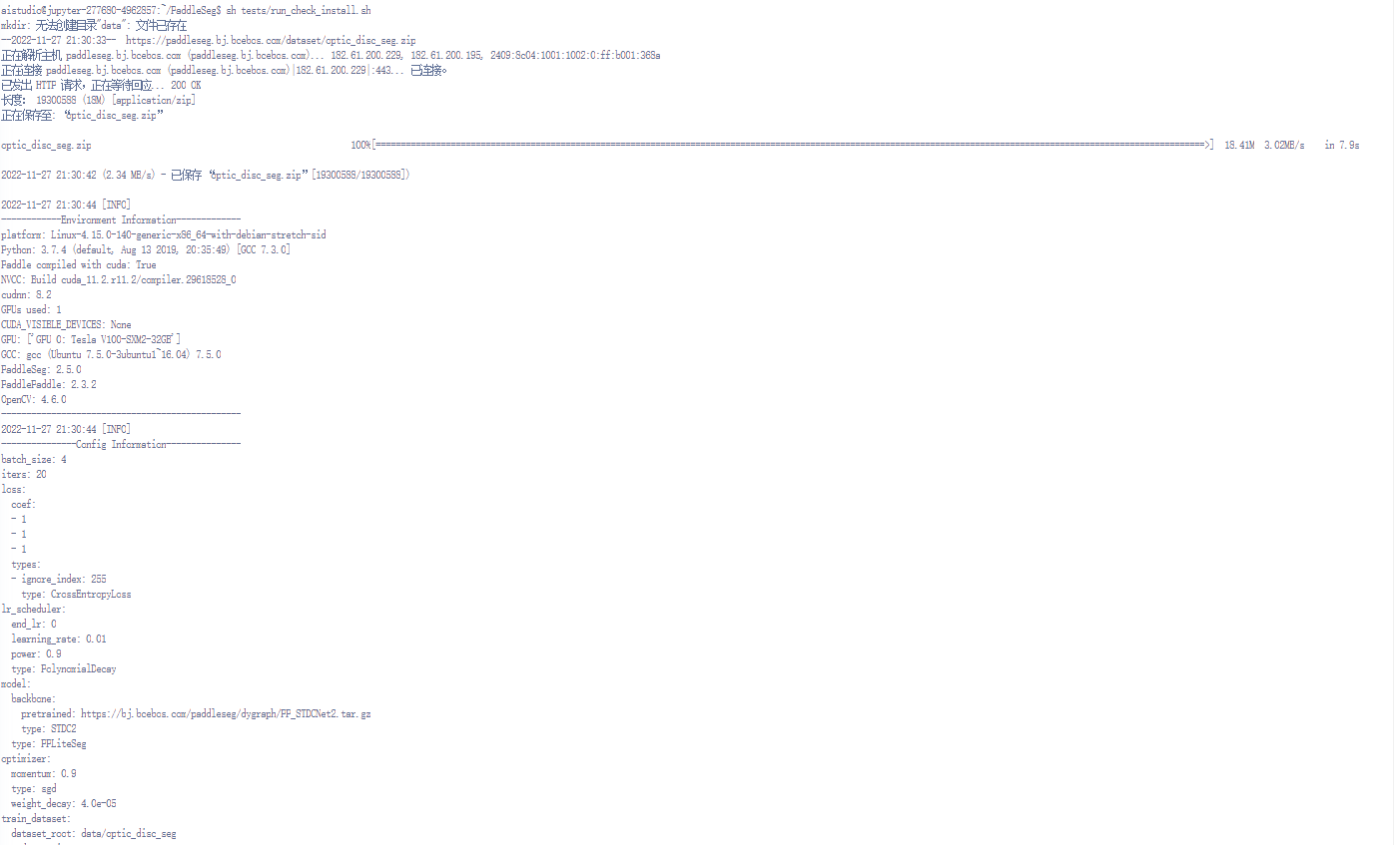 aistudio@jupyter-277690-4962857:~/PaddleSeg$ sh tests/run_check_install.sh
mkdir: 无法创建目录"data": 文件已存在
--2022-11-27 21:30:33--  https://paddleseg.bj.bcebos.com/dataset/optic_disc_seg.zip
正在解析主机 paddleseg.bj.bcebos.com (paddleseg.bj.bcebos.com)... 182.61.200.229, 182.61.200.195, 2409:8c04:1001:1002:0:ff:b001:368a
正在连接 paddleseg.bj.bcebos.com (paddleseg.bj.bcebos.com)|182.61.200.229|:443... 已连接。
已发出 HTTP 请求，正在等待回应... 200 OK
长度： 19300588 (18M) [application/zip]
正在保存至: “optic_disc_seg.zip”
optic_disc_seg.zip 100%[=====================================>] 18.41M 3.02MB/s in 7.9s
2022-11-27 21:30:42 (2.34 MB/s) - 已保存 “optic_disc_seg.zip” [19300588/19300588])
2022-11-27 21:30:44 [INFO]
------------Environment Information-------------
platform: Linux-4.15.0-140-generic-x86_64-with-debian-stretch-sid
Python: 3.7.4 (default, Aug 13 2019, 20:35:49) [GCC 7.3.0]
Paddle compiled with cuda: True
NVCC: Build cuda_11.2.r11.2/compiler.29618528_0
cudnn: 8.2
GPUs used: 1
CUDA_VISIBLE_DEVICES: None
GPU: ['GPU 0: Tesla V100-SXM2-32GB']
GCC: gcc (Ubuntu 7.5.0-3ubuntu1~16.04) 7.5.0
PaddleSeg: 2.5.0
PaddlePaddle: 2.3.2
OpenCV: 4.6.0
------------------------------------------------
2022-11-27 21:30:44 [INFO]
---------------Config Information---------------
batch_size: 4
iters: 20
loss:
  coef:
  - 1
  - 1
  - 1
  types:
  - ignore_index: 255
    type: CrossEntropyLoss
lr_scheduler:
  end_lr: 0
  learning_rate: 0.01
  power: 0.9
  type: PolynomialDecay
model:
  backbone:
    pretrained: https://bj.bcebos.com/paddleseg/dygraph/PP_STDCNet2.tar.gz
    type: STDC2
  type: PPLiteSeg
optimizer:
  momentum: 0.9
  type: sgd
  weight_decay: 4.0e-05
train_dataset:
  dataset_root: data/optic_disc_seg